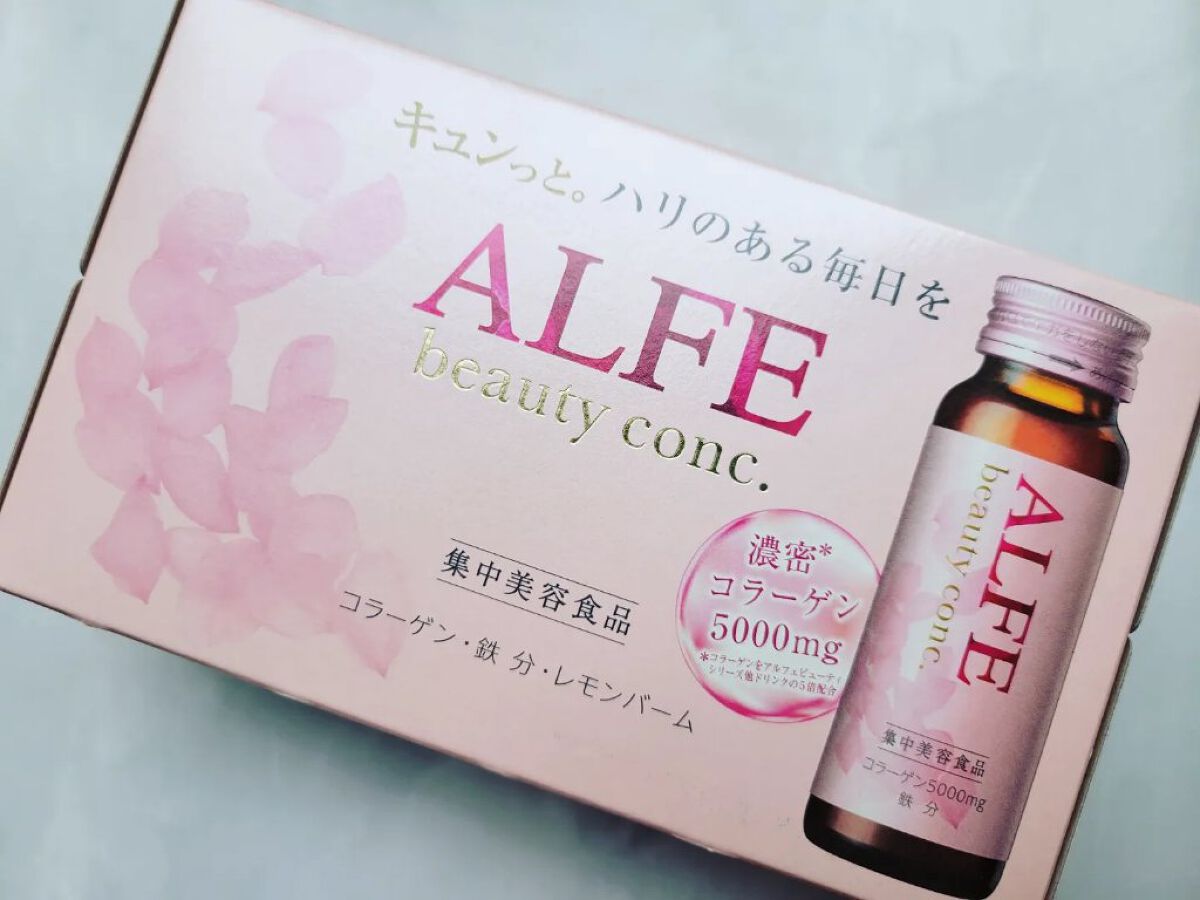 キュンっと。ハリのある毎日を
ALFE
beauty conc.
集中美容食品
コラーゲン・鉄 分・レモンバーム
濃密*
コラーゲン
5000mg
*コラーゲンをアルフェビューティ
シリーズ他ドリンクの5倍配合
ALFE
beauty conc.
集中美容食品
コラーゲン5000mg
鉄 分